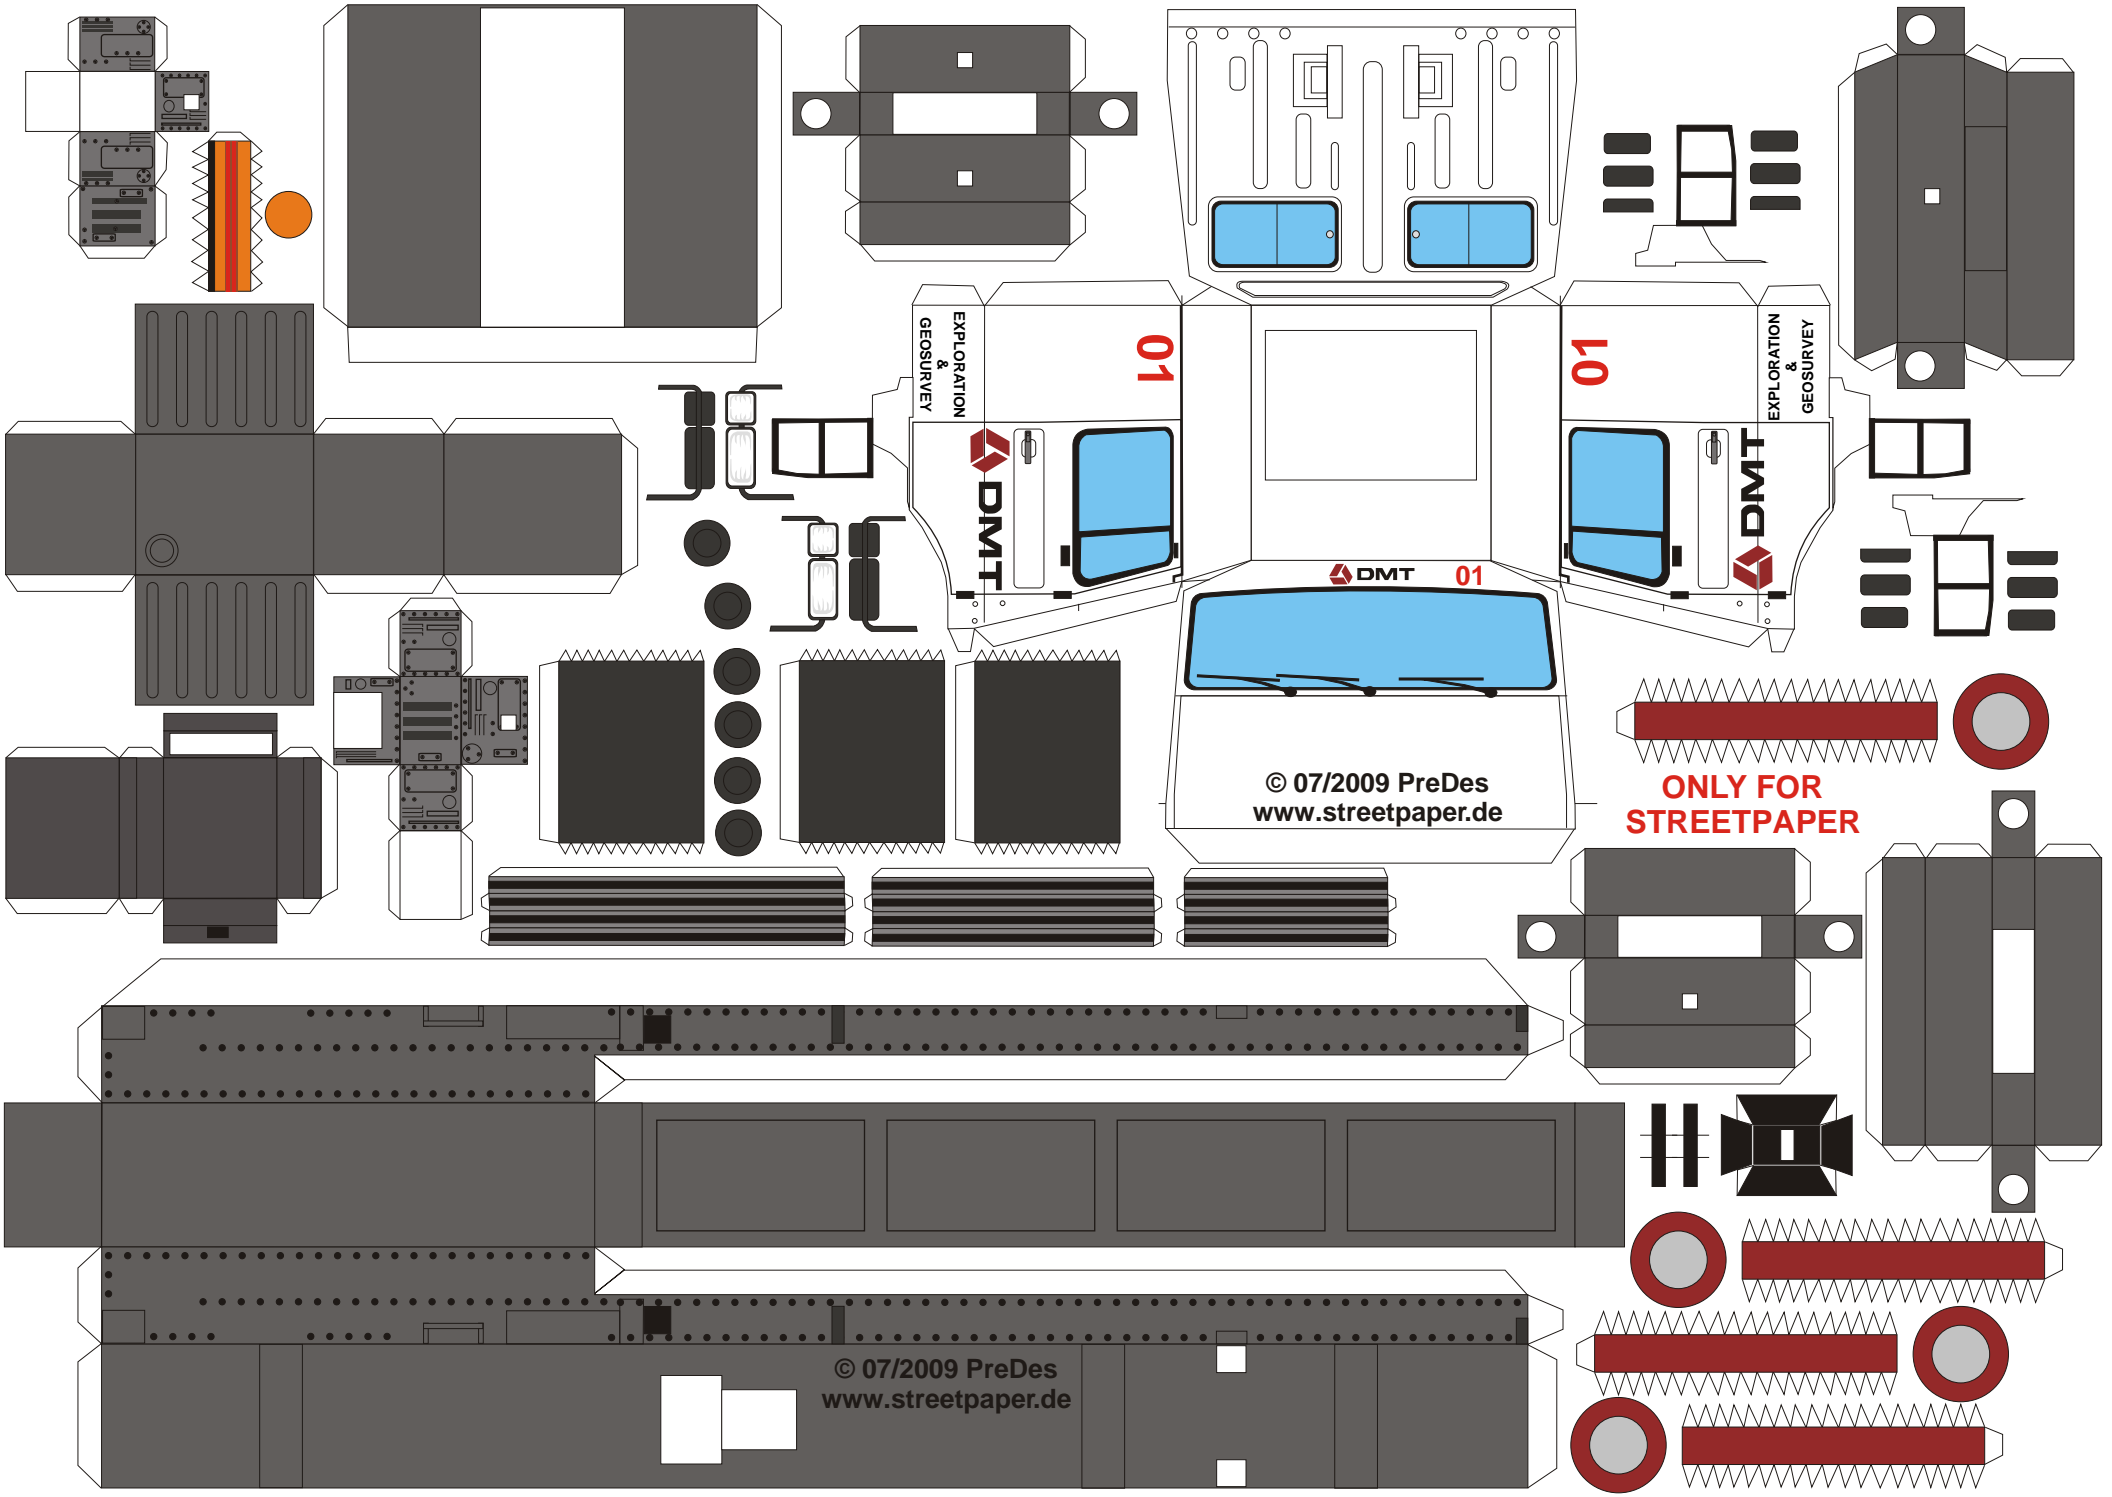 EXPLORATION
&
GEOSURVEY
01
DMT
01
EXPLORATION
&
GEOSURVEY
DMT
DMT 01
© 07/2009 PreDes
www.streetpaper.de
ONLY FOR
STREETPAPER
© 07/2009 PreDes
www.streetpaper.de